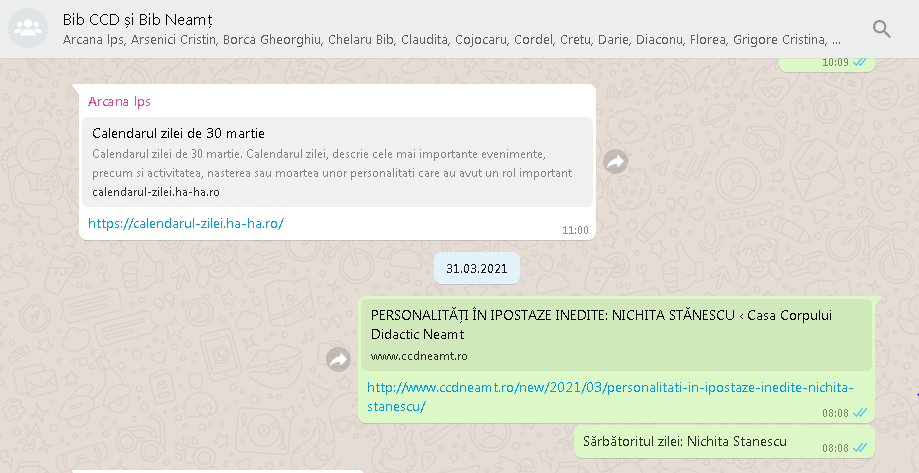 Bib CCD și Bib Neamț
Arcana Ips, Arsenici Cristin, Borca Gheorghiu, Chelaru Bib, Claudita, Cojocaru, Cordel, Cretu, Darie, Diaconu, Florea, Grigore Cristina, ...
10:09
Arcana Ips
Calendarul zilei de 30 martie
Calendarul zilei de 30 martie. Calendarul zilei, descrie cele mai importante evenimente,
precum si activitatea, nasterea sau moartea unor personalitati care au avut un rol important
calendarul-zilei.ha-ha.ro
https://calendarul-zilei.ha-ha.ro/
11:00
31.03.2021
PERSONALITĂȚI ÎN IPOSTAZE INEDITE: NICHITA STĂNESCU ‹ Casa Corpului
Didactic Neamt
www.ccdneamt.ro
http://www.ccdneamt.ro/new/2021/03/personalitati-in-ipostaze-inedite-nichita-
stanescu/
08:08
Sărbătoritul zilei: Nichita Stanescu
08:08